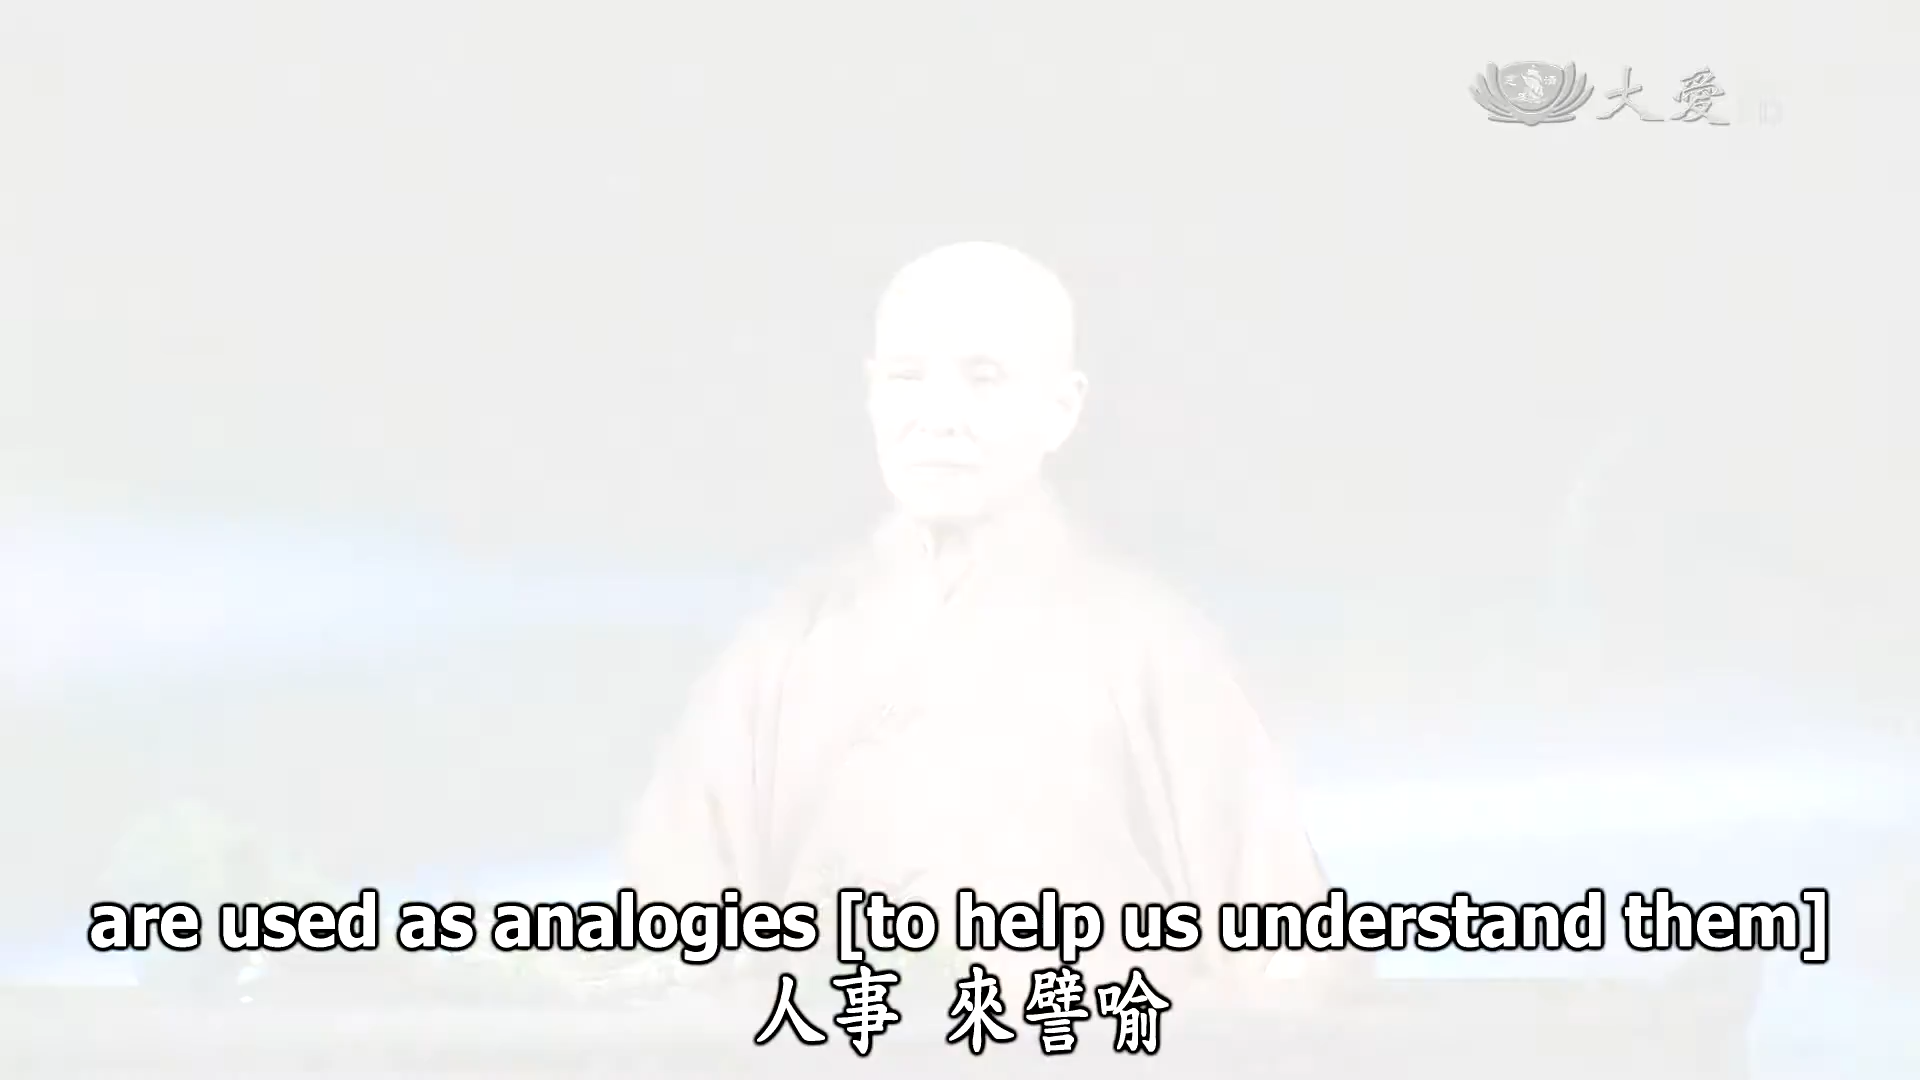 大愛
are used as analogies [to help us understand them]
人事 來譬喻